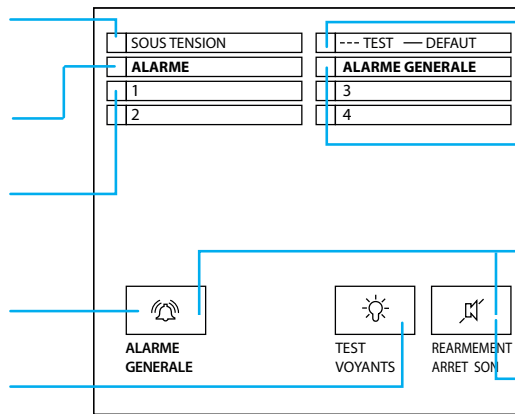 SOUS TENSION
ALARME
1
2
--- TEST — DEFAUT
ALARME GENERALE
3
4
ALARME
GENERALE
TEST
VOYANTS
REARMEMENT
ARRET SON